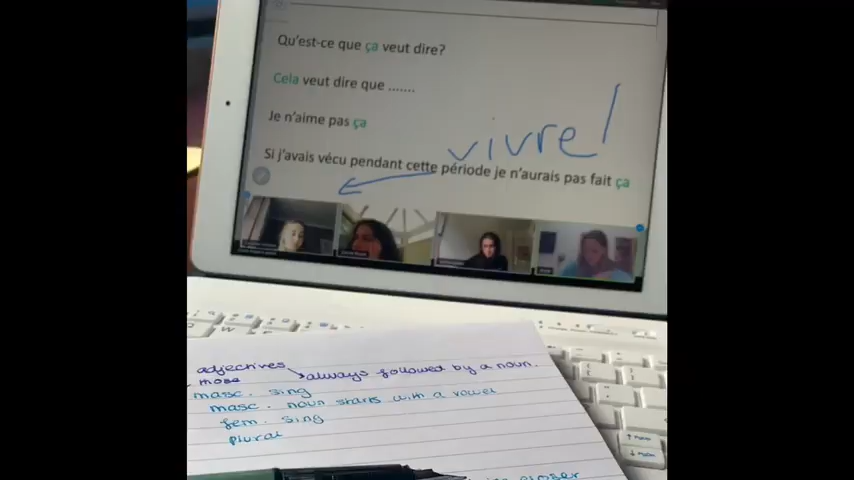 Qu'est-ce que ça veut dire?
Cela veut dire que .......
Je n'aime pas ça
vivre!
Si j'avais vécu pendant cette période je n'aurais pas fait ça
adjectives
always followed by a noun.
masc. sing
masc. noun starts with a vowel
fem. sing
plural
closer